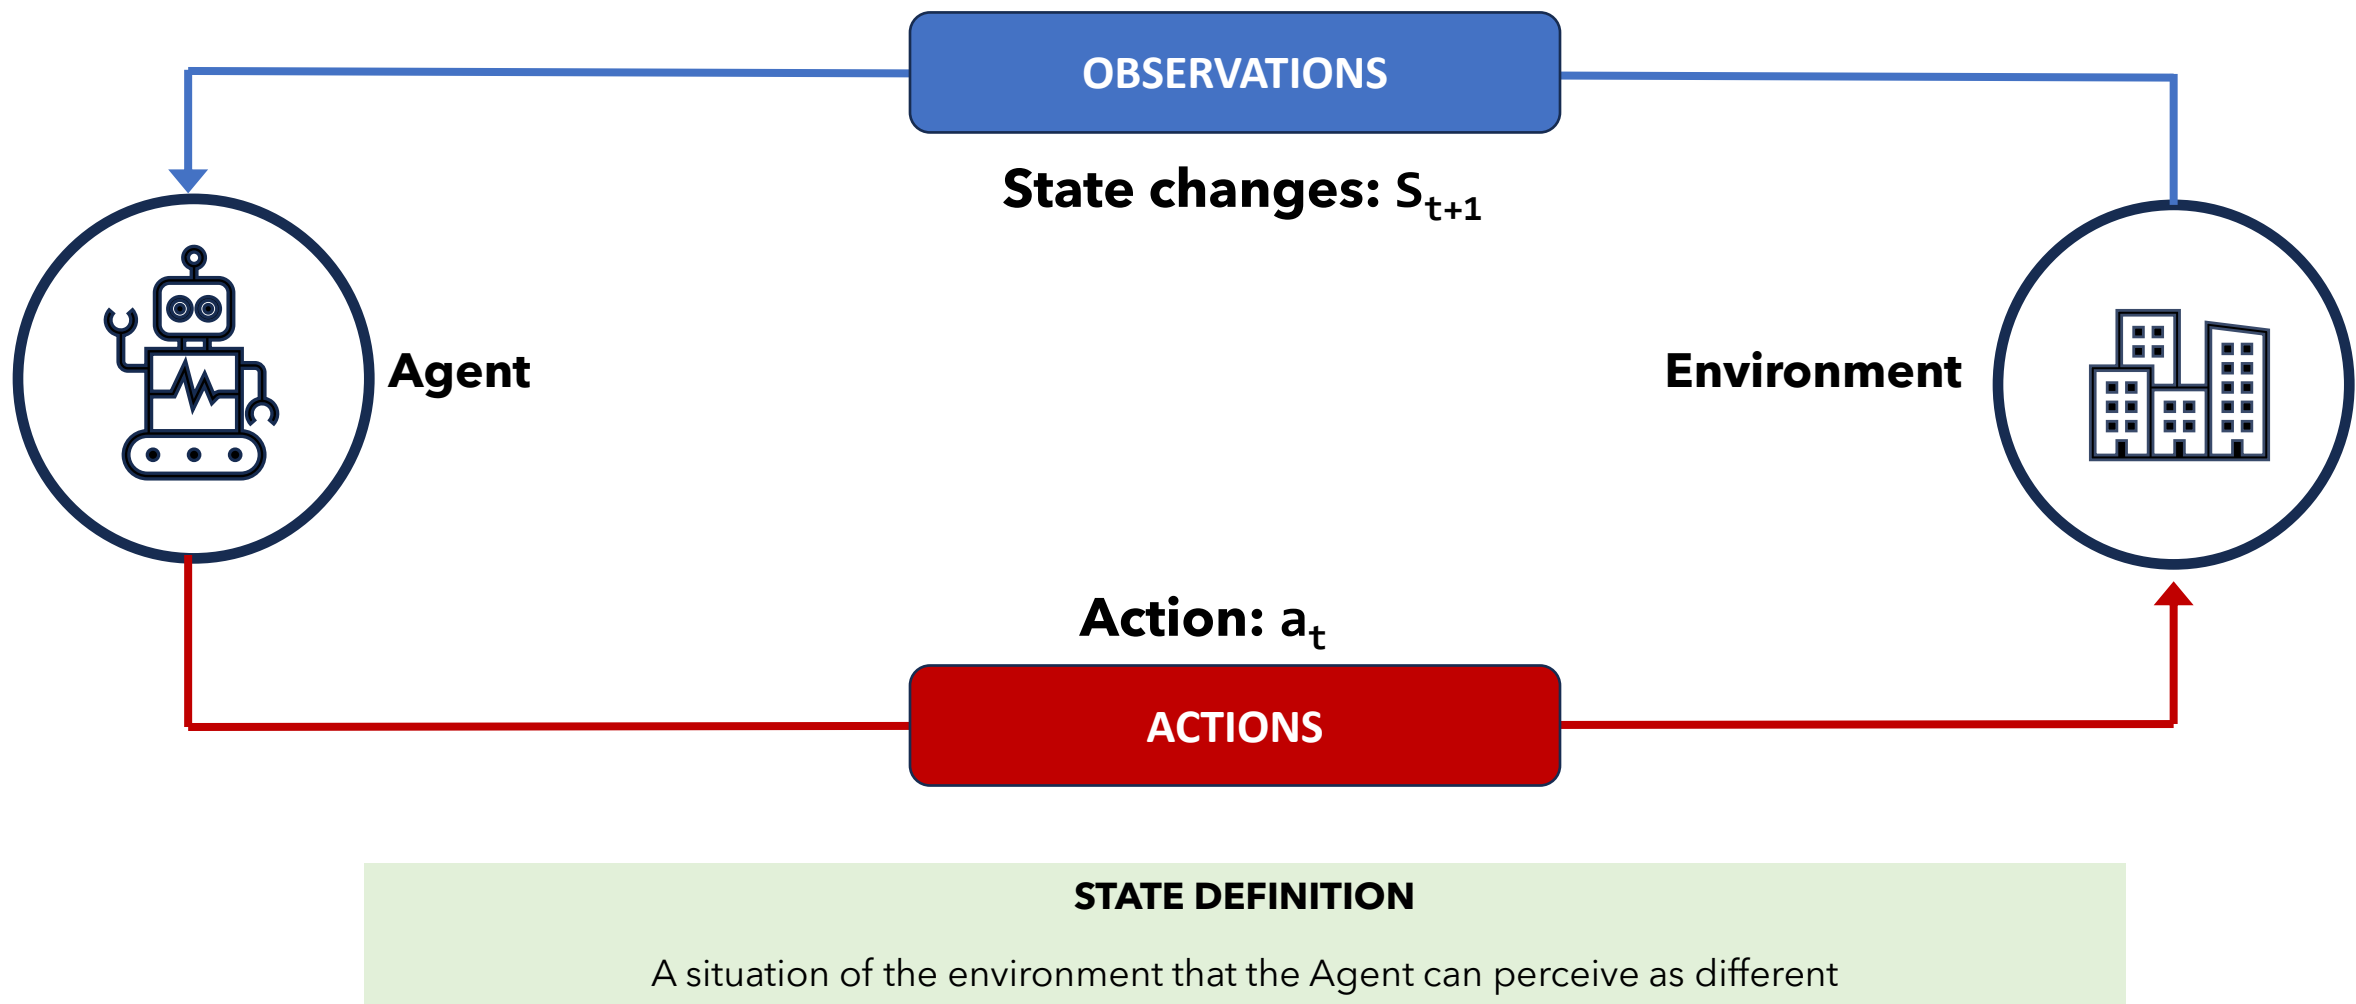 OBSERVATIONS
State changes: Sₜ₊₁
Agent
Environment
Action: aₜ
ACTIONS
STATE DEFINITION
A situation of the environment that the Agent can perceive as different